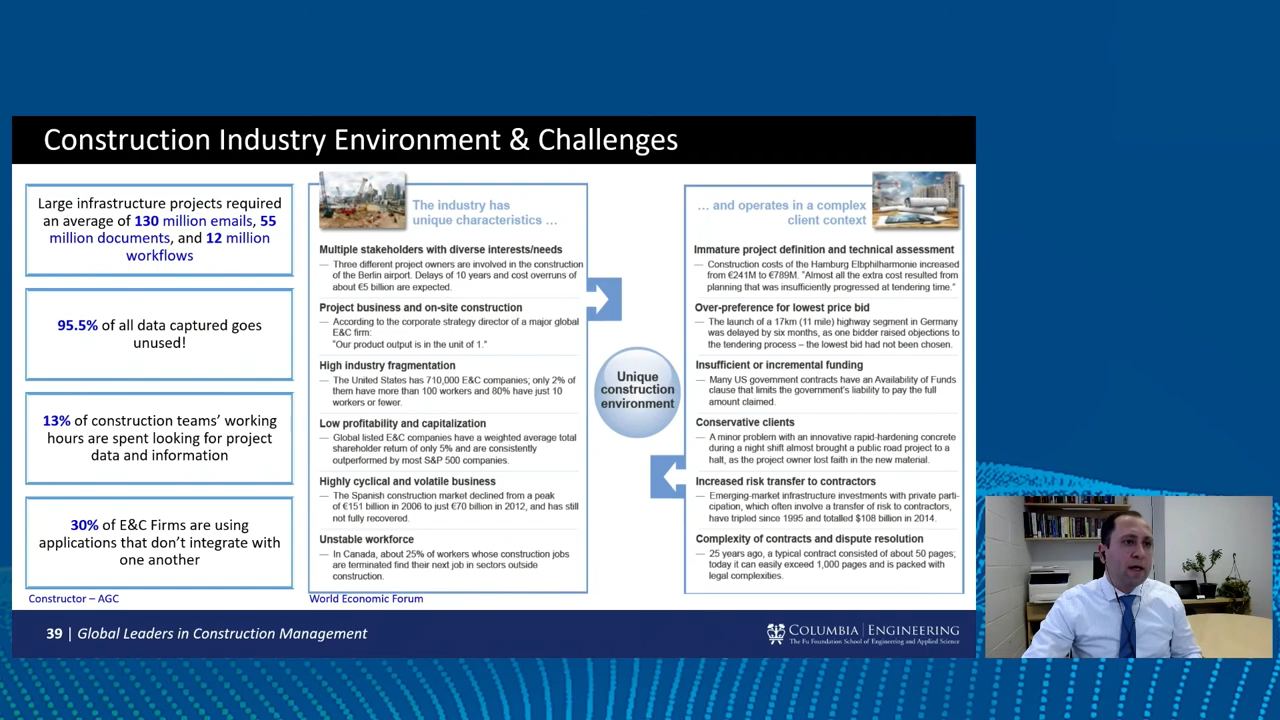 Construction Industry Environment & Challenges
Large infrastructure projects required
an average of 130 million emails, 55
million documents, and 12 million
workflows
95.5% of all data captured goes
unused!
13% of construction teams’ working
hours are spent looking for project
data and information
30% of E&C Firms are using
applications that don’t integrate with
one another
Constructor – AGC
The industry has
unique characteristics …
Multiple stakeholders with diverse interests/needs
— Three different project owners are involved in the construction
of the Berlin airport. Delays of 10 years and cost overruns of
about €5 billion are expected.
Project business and on-site construction
— According to the corporate strategy director of a major global
E&C firm:
"Our product output is in the unit of 1."
High industry fragmentation
— The United States has 710,000 E&C companies; only 2% of
them have more than 100 workers and 80% have just 10
workers or fewer.
Low profitability and capitalization
— Global listed E&C companies have a weighted average total
shareholder return of only 5% and are consistently
outperformed by most S&P 500 companies.
Highly cyclical and volatile business
— The Spanish construction market declined from a peak
of €151 billion in 2006 to just €70 billion in 2012, and has still
not fully recovered.
Unstable workforce
— In Canada, about 25% of workers whose construction jobs
are terminated find their next job in sectors outside
construction.
World Economic Forum
Unique
construction
environment
… and operates in a complex
client context
Immature project definition and technical assessment
— Construction costs of the Hamburg Elbphilharmonie increased
from €241M to €789M. "Almost all the extra cost resulted from
planning that was insufficiently progressed at tendering time."
Over-preference for lowest price bid
— The launch of a 17km (11 mile) highway segment in Germany
was delayed by six months, as one bidder raised objections to
the tendering process – the lowest bid had not been chosen.
Insufficient or incremental funding
— Many US government contracts have an Availability of Funds
clause that limits the government's liability to pay the full
amount claimed.
Conservative clients
— A minor problem with an innovative rapid-hardening concrete
during a night shift almost brought a public road project to a
halt, as the project owner lost faith in the new material.
Increased risk transfer to contractors
— Emerging-market infrastructure investments with private parti-
cipation, which often involve a transfer of risk to contractors,
have tripled since 1995 and totalled $108 billion in 2014.
Complexity of contracts and dispute resolution
— 25 years ago, a typical contract consisted of about 50 pages;
today it can easily exceed 1,000 pages and is packed with
legal complexities.
39 | Global Leaders in Construction Management
COLUMBIA | ENGINEERING
The Fu Foundation School of Engineering and Applied Science